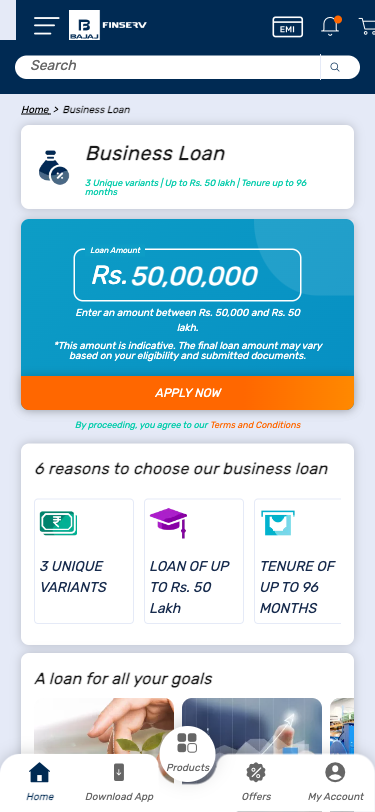 BAJAJ FINSERV
EMI
Search
Home > Business Loan
Business Loan
3 Unique variants | Up to Rs. 50 lakh | Tenure up to 96
months
Loan Amount
Rs. 50,00,000
Enter an amount between Rs. 50,000 and Rs. 50
lakh.
*This amount is indicative. The final loan amount may vary
based on your eligibility and submitted documents.
APPLY NOW
By proceeding, you agree to our Terms and Conditions
6 reasons to choose our business loan
3 UNIQUE
VARIANTS
LOAN OF UP
TO Rs. 50
Lakh
TENURE OF
UP TO 96
MONTHS
A loan for all your goals
Home
Download App
Products
Offers
My Account